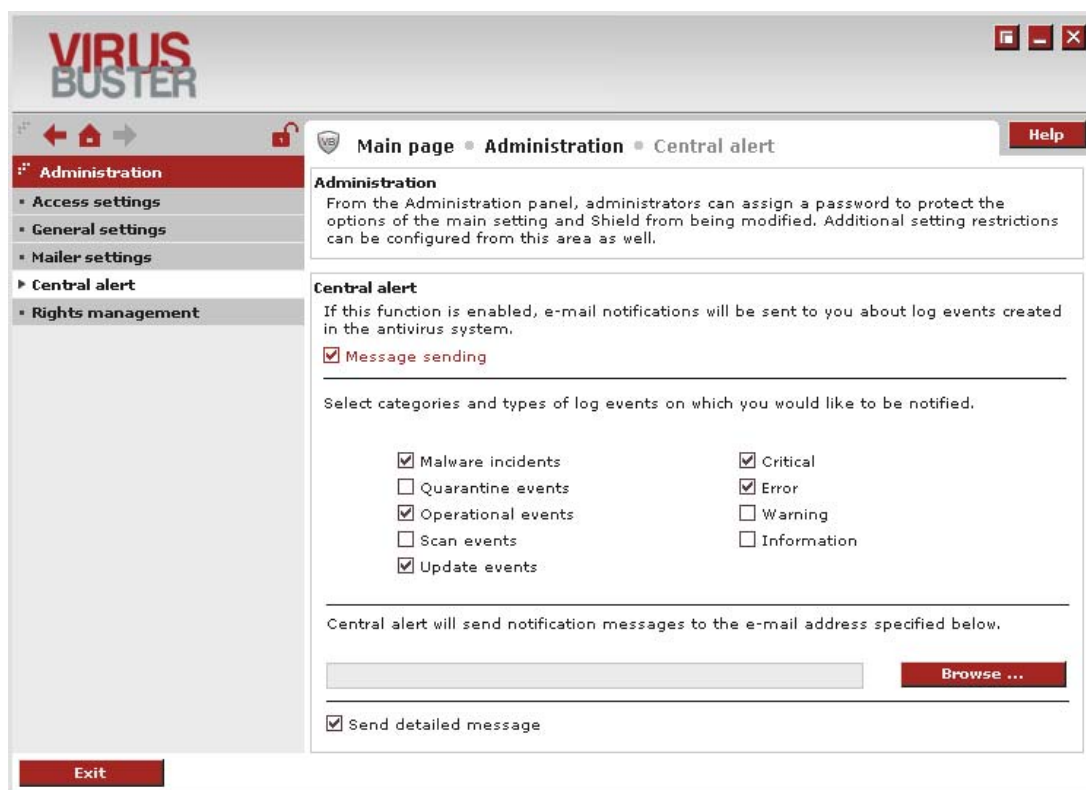 VIRUS
BUSTER
VB
Main page Administration Central alert
Help
Administration
Access settings
General settings
Mailer settings
Central alert
Rights management
Administration
From the Administration panel, administrators can assign a password to protect the
options of the main setting and Shield from being modified. Additional setting restrictions
can be configured from this area as well.
Central alert
If this function is enabled, e-mail notifications will be sent to you about log events created
in the antivirus system.
Message sending
Select categories and types of log events on which you would like to be notified.
Malware incidents
Quarantine events
Operational events
Scan events
Update events
Critical
Error
Warning
Information
Central alert will send notification messages to the e-mail address specified below.
Browse ...
Send detailed message
Exit